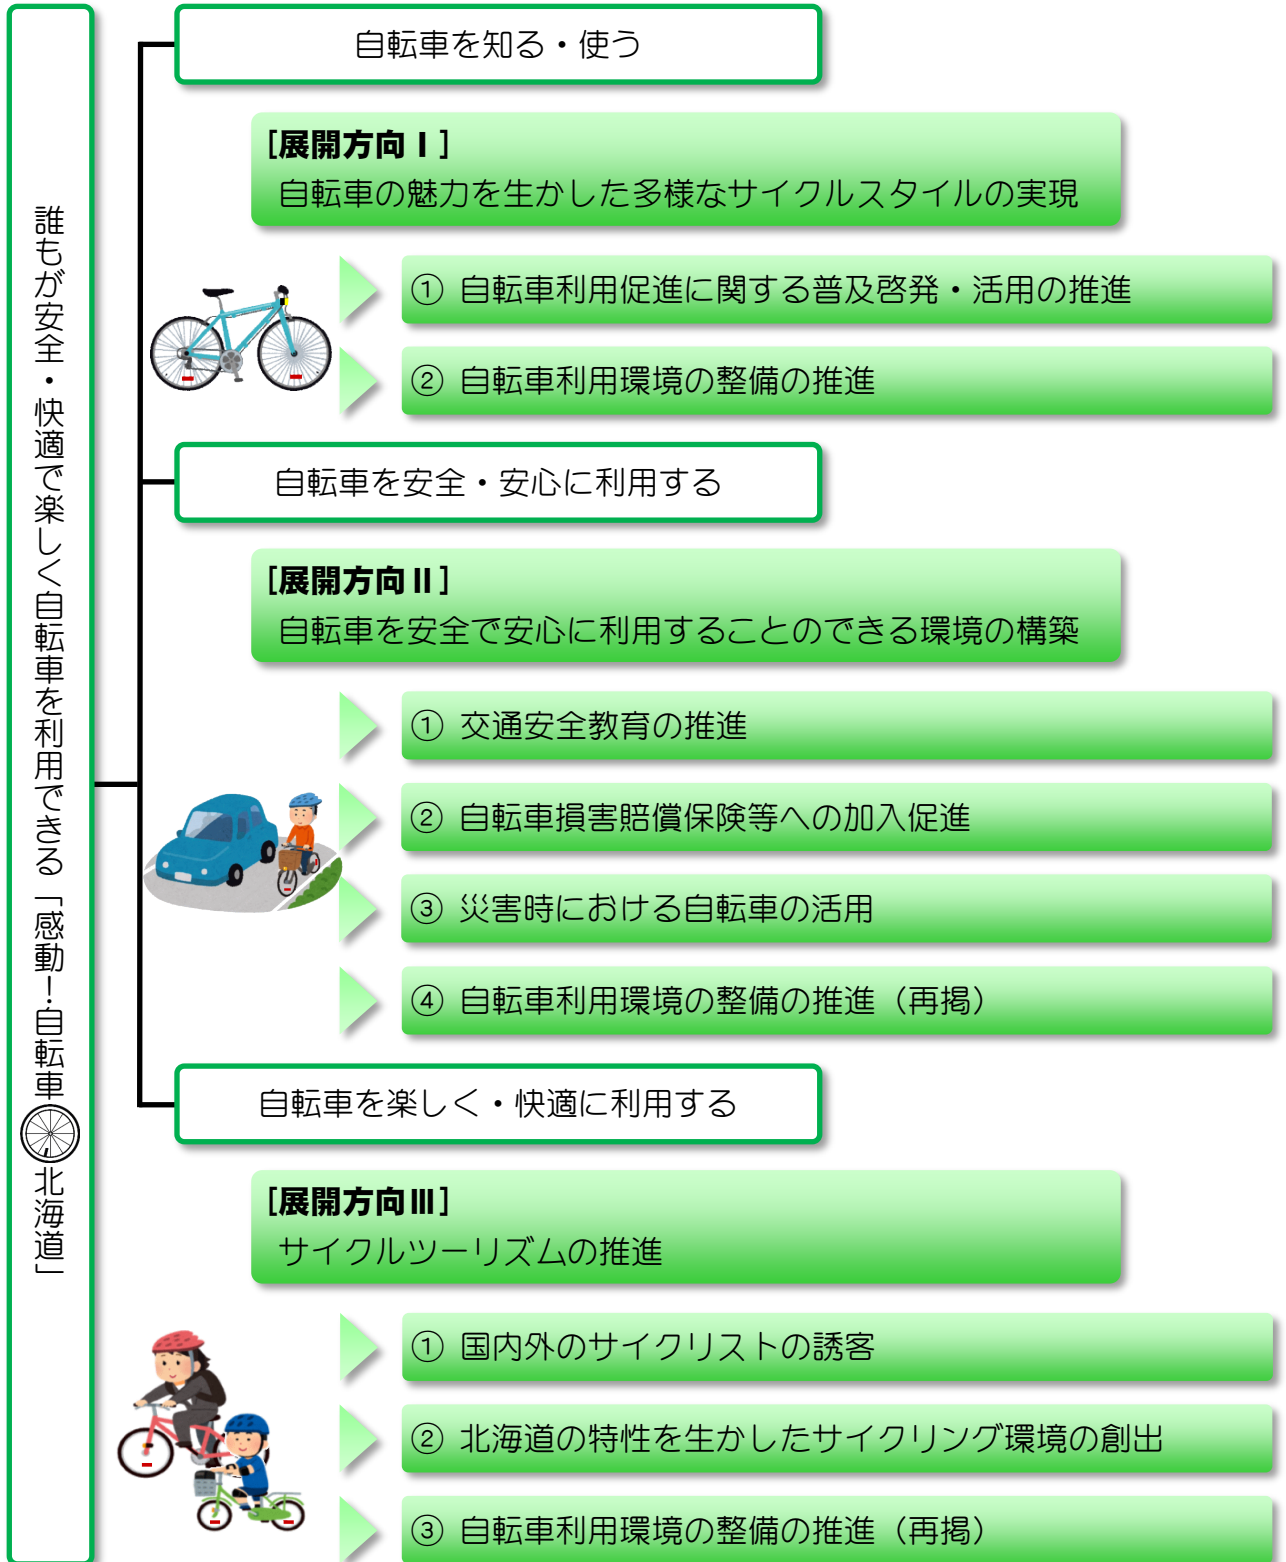 誰もが安全・快適で楽しく自転車を利用できる「感動！自転車北海道」
自転車を知る・使う
[展開方向Ⅰ]
自転車の魅力を生かした多様なサイクルスタイルの実現
① 自転車利用促進に関する普及啓発・活用の推進
② 自転車利用環境の整備の推進
自転車を安全・安心に利用する
[展開方向Ⅱ]
自転車を安全で安心に利用することのできる環境の構築
① 交通安全教育の推進
② 自転車損害賠償保険等への加入促進
③ 災害時における自転車の活用
④ 自転車利用環境の整備の推進（再掲）
自転車を楽しく・快適に利用する
[展開方向Ⅲ]
サイクルツーリズムの推進
① 国内外のサイクリストの誘客
② 北海道の特性を生かしたサイクリング環境の創出
③ 自転車利用環境の整備の推進（再掲）